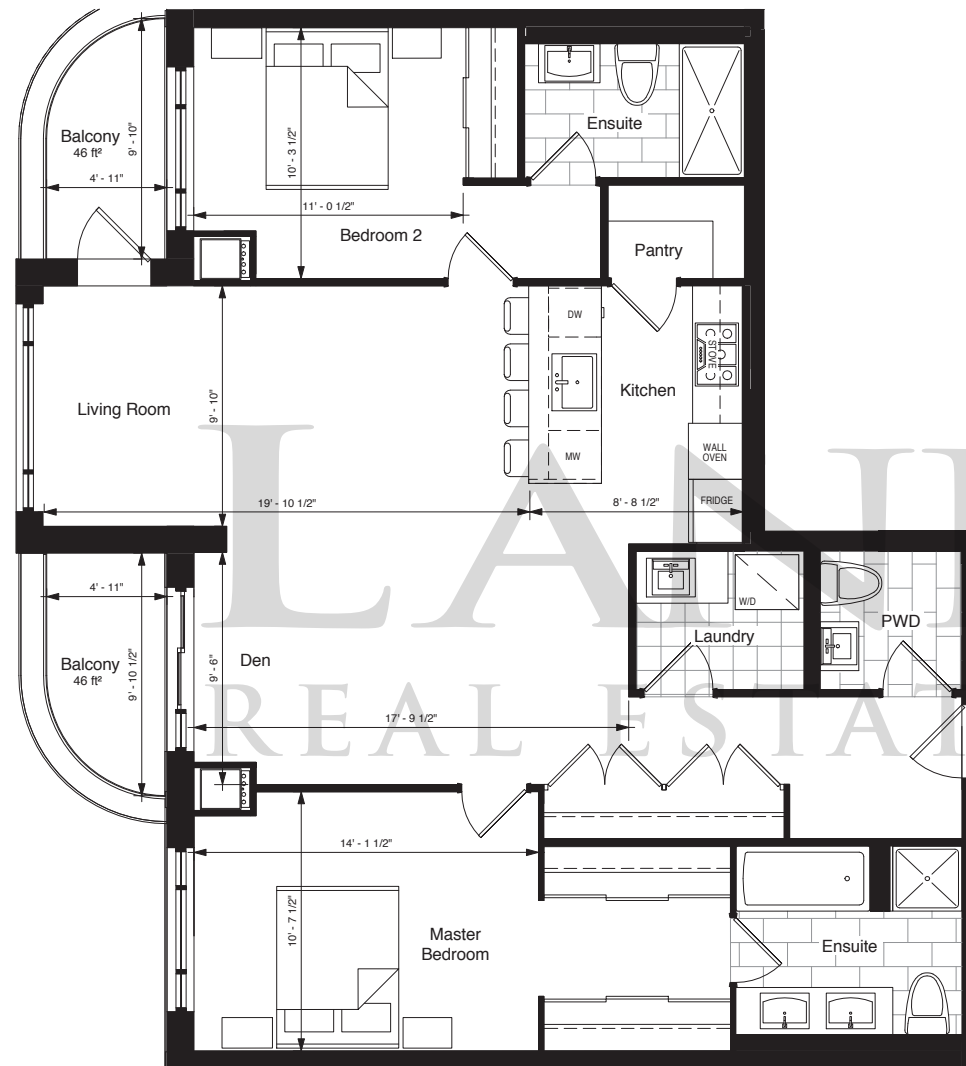 Balcony
46 ft²
9' - 10"
4' - 11"
10' - 3 1/2"
11' - 0 1/2"
Bedroom 2
Ensuite
Pantry
DW
STOVE
Kitchen
Living Room
9' - 10"
MW
WALL
OVEN
FRIDGE
19' - 10 1/2"
8' - 8 1/2"
LAN
4' - 11"
Balcony
46 ft²
9' - 10 1/2"
9' - 6"
Den
W/D
Laundry
PWD
17' - 9 1/2"
REAL ESTAT
14' - 1 1/2"
10' - 7 1/2"
Master
Bedroom
Ensuite